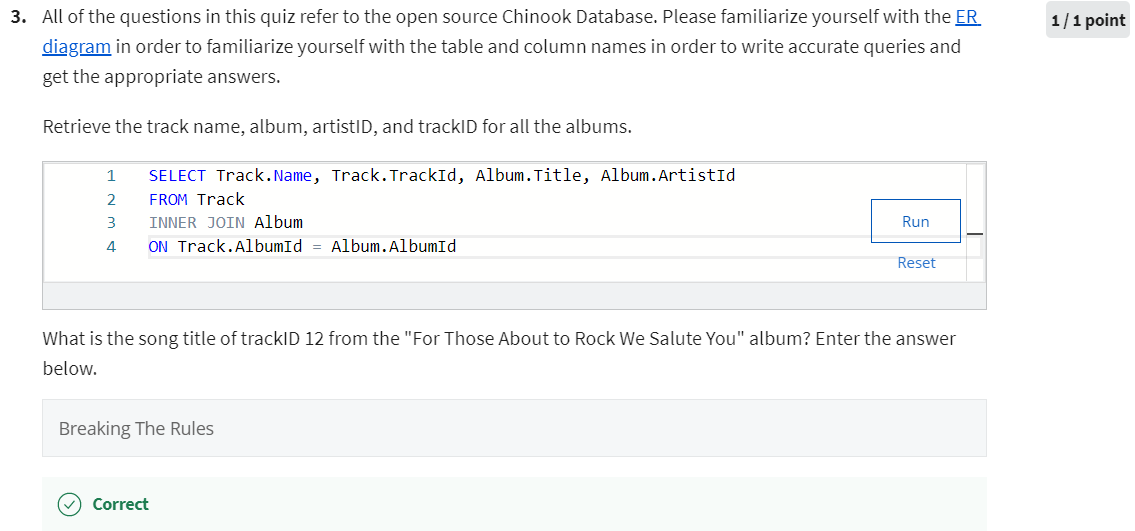 3. All of the questions in this quiz refer to the open source Chinook Database. Please familiarize yourself with the ER
1 / 1 point
diagram in order to familiarize yourself with the table and column names in order to write accurate queries and
get the appropriate answers.
Retrieve the track name, album, artistID, and trackID for all the albums.
1 SELECT Track.Name, Track.TrackId, Album.Title, Album.ArtistId
2 FROM Track
3 INNER JOIN Album
Run
4 ON Track.AlbumId = Album.AlbumId
Reset
What is the song title of trackID 12 from the "For Those About to Rock We Salute You" album? Enter the answer
below.
Breaking The Rules
Correct